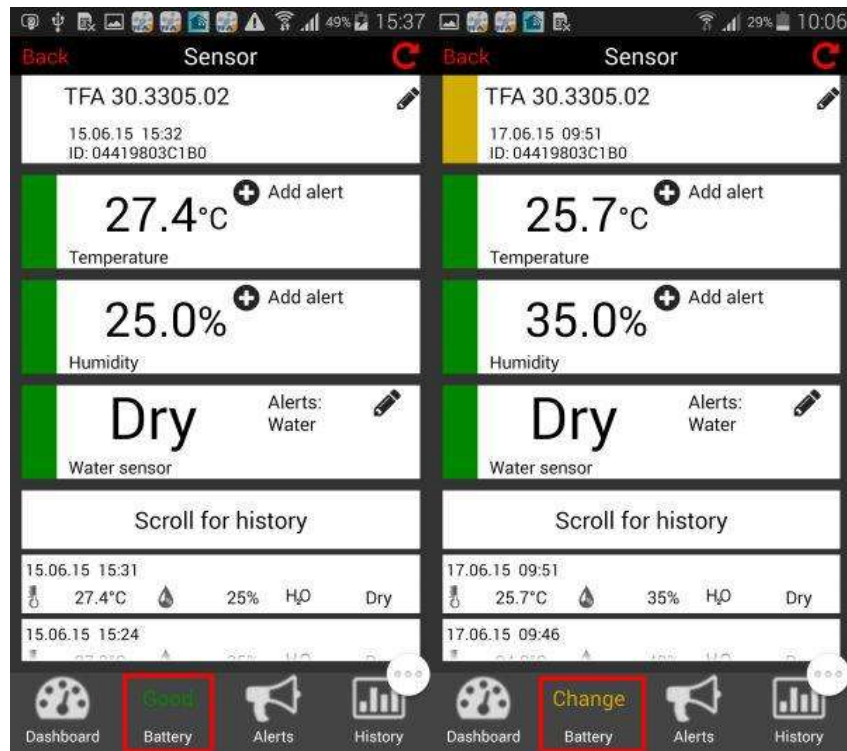 49% 15:37
Back Sensor
TFA 30.3305.02
15.06.15 15:32
ID: 04419803C1B0
27.4°C Add alert
Temperature
25.0% Add alert
Humidity
Dry Alerts:
Water
Water sensor
Scroll for history
15.06.15 15:31
27.4°C 25% H₂O Dry
15.06.15 15:24
Good
Dashboard Battery Alerts History
29% 10:06
Back Sensor
TFA 30.3305.02
17.06.15 09:51
ID: 04419803C1B0
25.7°C Add alert
Temperature
35.0% Add alert
Humidity
Dry Alerts:
Water
Water sensor
Scroll for history
17.06.15 09:51
25.7°C 35% H₂O Dry
17.06.15 09:46
Change
Dashboard Battery Alerts History